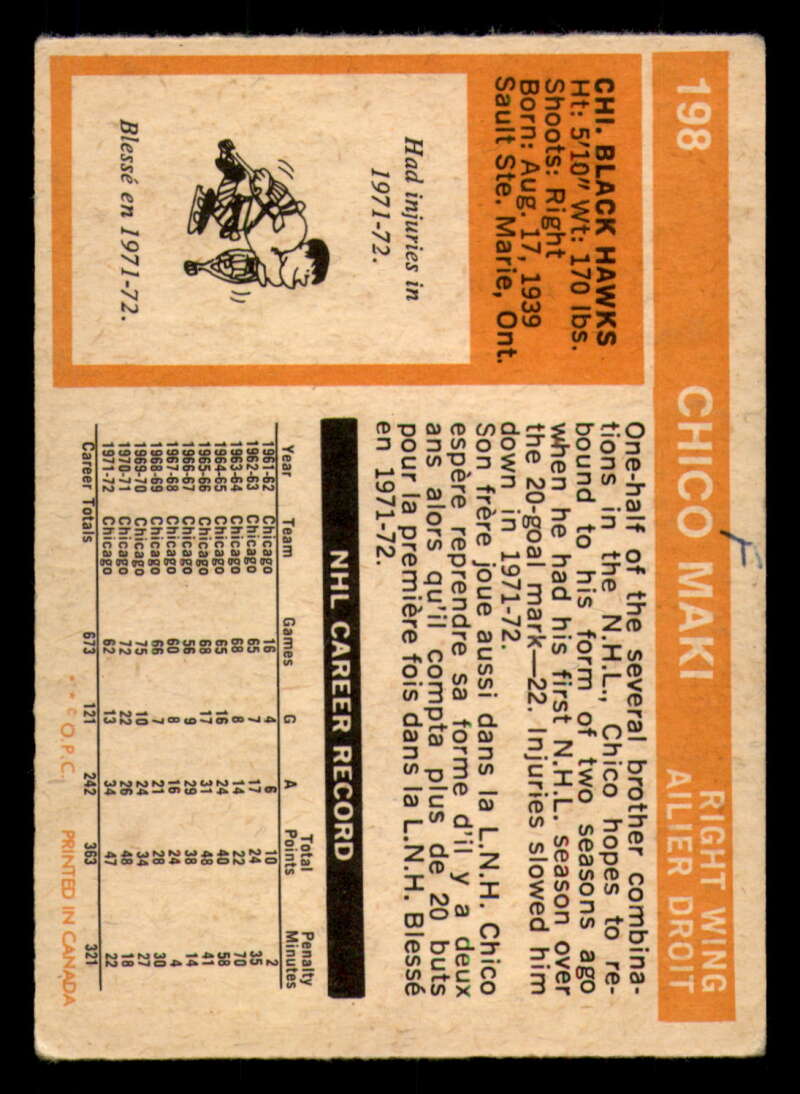 198 CHICO MAKI RIGHT WING
AILIER DROIT
CHI. BLACK HAWKS
Ht: 5'10" Wt: 170 lbs.
Shoots: Right
Born: Aug. 17, 1939
Sault Ste. Marie, Ont.
Had injuries in
1971-72.
Blessé en 1971-72.
One-half of the several brother combina-
tions in the N.H.L., Chico hopes to re-
bound to his form of two seasons ago
when he had his first N.H.L. season over
the 20-goal mark—22. Injuries slowed him
down in 1971-72.
Son frère joue aussi dans la L.N.H. Chico
espère reprendre sa forme d'il y a deux
ans alors qu'il compta plus de 20 buts
pour la première fois dans la L.N.H. Blessé
en 1971-72.
NHL CAREER RECORD
Year Team Games G A Total Points Penalty Minutes
1961-62 Chicago 16 4 6 10 2
1962-63 Chicago 65 7 17 24 35
1963-64 Chicago 68 8 14 22 70
1964-65 Chicago 65 16 24 40 58
1965-66 Chicago 68 17 31 48 41
1966-67 Chicago 56 9 29 38 14
1967-68 Chicago 60 8 16 24 4
1968-69 Chicago 66 7 21 28 30
1969-70 Chicago 75 10 24 34 27
1970-71 Chicago 72 22 26 48 18
1971-72 Chicago 62 13 34 47 22
Career Totals 673 121 242 363 321
* * © O.P.C. PRINTED IN CANADA